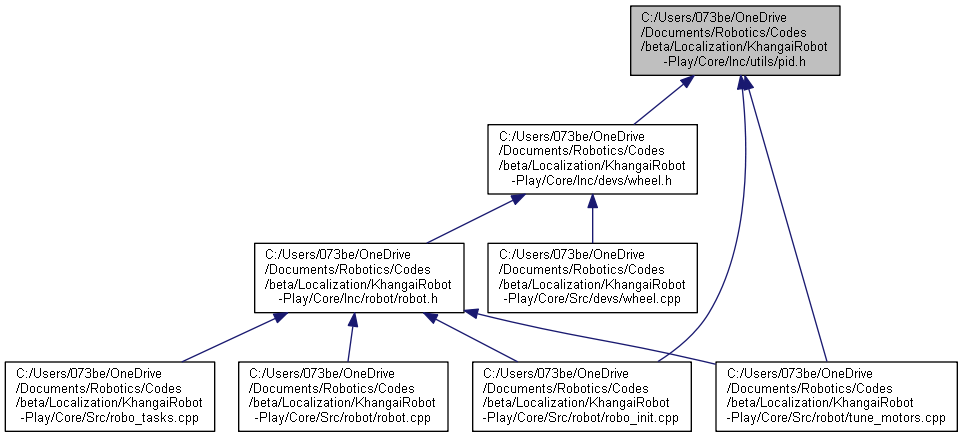 C:/Users/073be/OneDrive
/Documents/Robotics/Codes
/beta/Localization/KhangaiRobot
-Play/Core/Inc/utils/pid.h
C:/Users/073be/OneDrive
/Documents/Robotics/Codes
/beta/Localization/KhangaiRobot
-Play/Core/Inc/devs/wheel.h
C:/Users/073be/OneDrive
/Documents/Robotics/Codes
/beta/Localization/KhangaiRobot
-Play/Core/Inc/robot/robot.h
C:/Users/073be/OneDrive
/Documents/Robotics/Codes
/beta/Localization/KhangaiRobot
-Play/Core/Src/devs/wheel.cpp
C:/Users/073be/OneDrive
/Documents/Robotics/Codes
/beta/Localization/KhangaiRobot
-Play/Core/Src/robo_tasks.cpp
C:/Users/073be/OneDrive
/Documents/Robotics/Codes
/beta/Localization/KhangaiRobot
-Play/Core/Src/robot/robot.cpp
C:/Users/073be/OneDrive
/Documents/Robotics/Codes
/beta/Localization/KhangaiRobot
-Play/Core/Src/robot/robo_init.cpp
C:/Users/073be/OneDrive
/Documents/Robotics/Codes
/beta/Localization/KhangaiRobot
-Play/Core/Src/robot/tune_motors.cpp